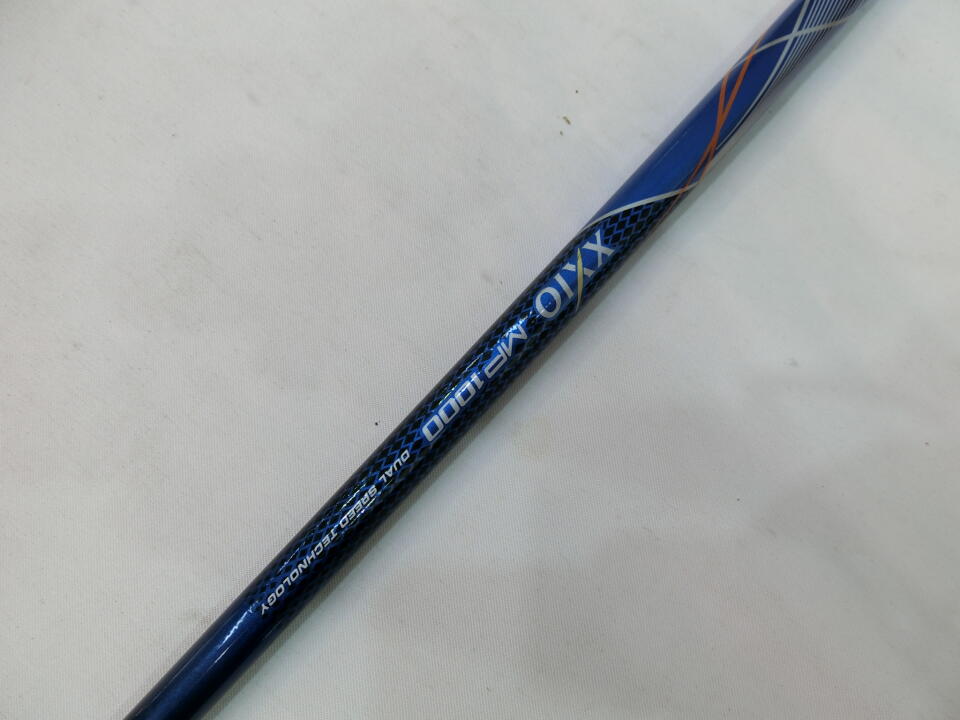 XXIO MP1000
DUAL SPEED TECHNOLOGY